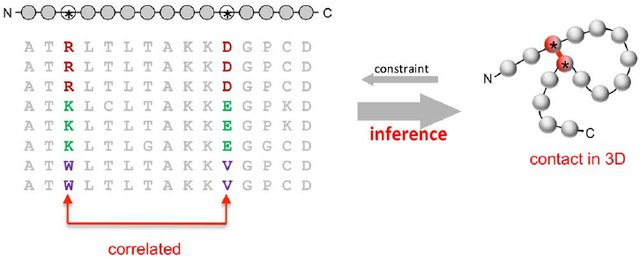 N * * C
A T R L T L T A K K D G P C D
A T R L T L T A K K D G P C D
A T R L T L T A K K D G P C D
A T K L C L T A K K E G P K D
A T K L T L T A K K E G P K D
A T K L T L G A K K E G G C D
A T W L T L T A K K V G P C D
A T W L T L T A K K V G P C D
correlated
constraint
inference
* *
N
C
contact in 3D